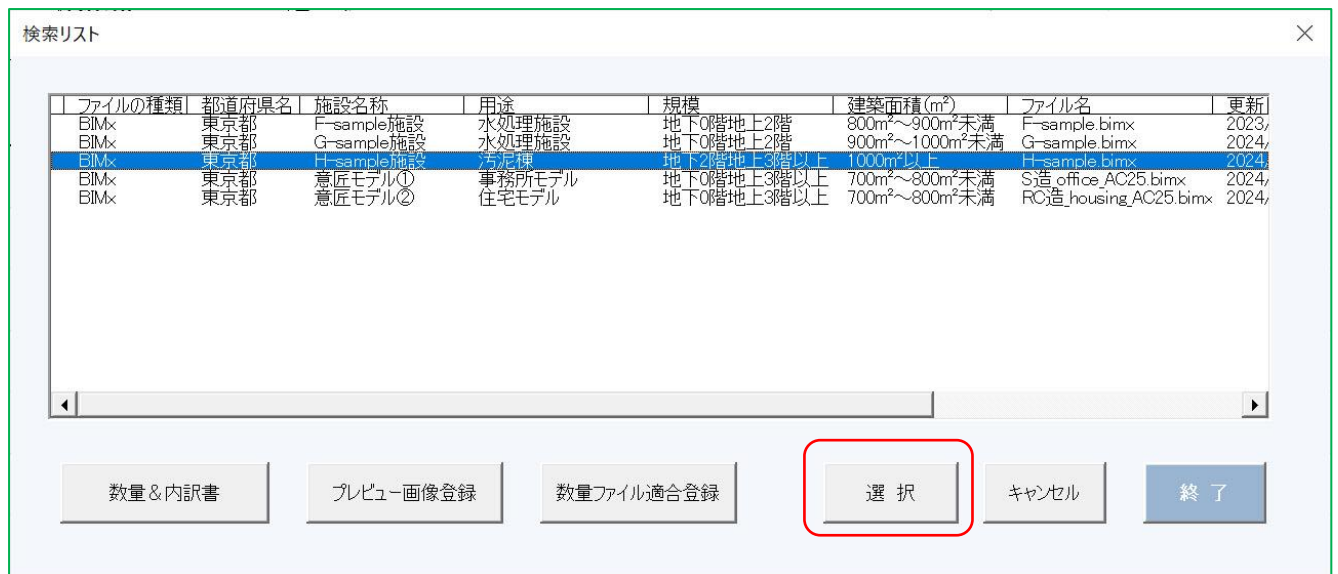 検索リスト
ファイルの種類 都道府県名 施設名称 用途 規模 建築面積(m²) ファイル名 更新
BIMx 東京都 F-sample施設 水処理施設 地下0階地上2階 800m²～900m²未満 F-sample.bimx 2023/
BIMx 東京都 G-sample施設 水処理施設 地下0階地上2階 900m²～1000m²未満 G-sample.bimx 2024/
BIMx 東京都 H-sample施設 汚泥棟 地下2階地上3階以上 1000m²以上 H-sample.bimx 2024/
BIMx 東京都 意匠モデル① 事務所モデル 地下0階地上3階以上 700m²～800m²未満 S造_office_AC25.bimx 2024/
BIMx 東京都 意匠モデル② 住宅モデル 地下0階地上3階以上 700m²～800m²未満 RC造_housing_AC25.bimx 2024/
数量＆内訳書 プレビュー画像登録 数量ファイル適合登録 選 択 キャンセル 終 了